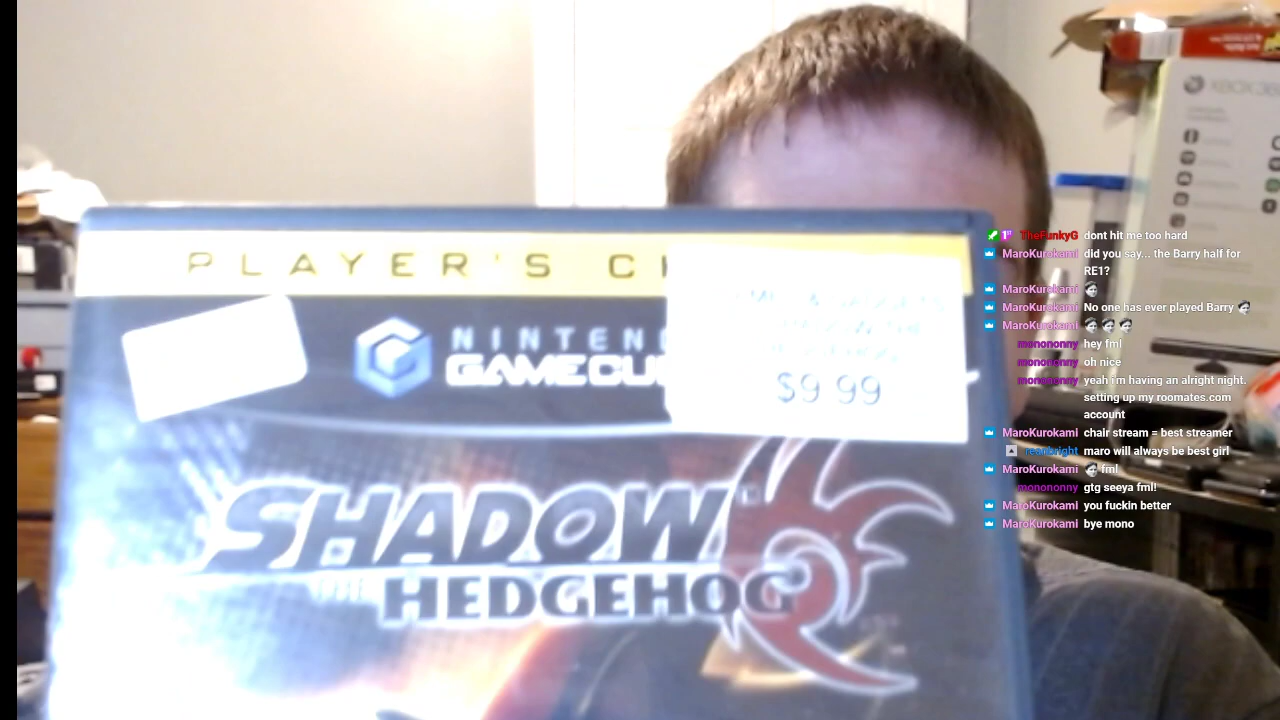 PLAYER'S C
NINTEN
GAMECU
$9.99
SHADOW
THE
HEDGEHOG
XBOX 36
TheFunkyG dont hit me too hard
MaroKurokami did you say... the Barry half for
RE1?
MaroKurokami
MaroKurokami No one has ever played Barry
MaroKurokami
monononny hey fml
monononny oh nice
monononny yeah i'm having an alright night.
setting up my roomates.com
account
MaroKurokami chair stream = best streamer
maro will always be best girl
MaroKurokami fml
monononny gtg seeya fml!
MaroKurokami you fuckin better
MaroKurokami bye mono